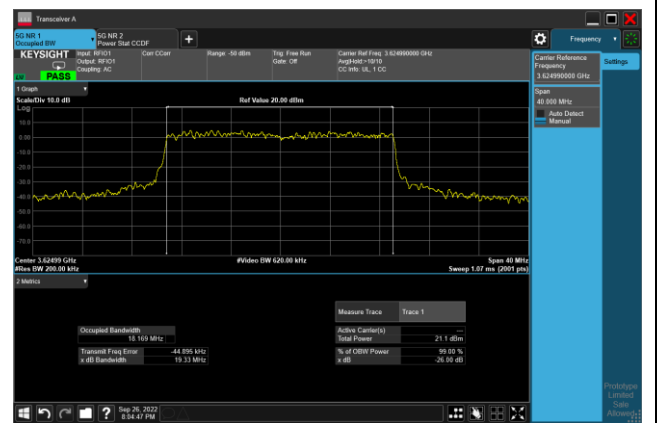 Transceiver A
5G NR 1
Occupied BW
5G NR 2
Power Stat CCDF
Frequency
KEYSIGHT
Input: RFIO1
Output: RFIO1
Coupling: AC
Corr CCorr
Range: -50 dBm
Trig: Free Run
Gate: Off
Carrier Ref Freq: 3.624990000 GHz
Avg|Hold:>10/10
CC Info: UL, 1 CC
LV PASS
Carrier Reference
Frequency
3.624990000 GHz
Settings
Span
40.000 MHz
Auto Detect
Manual
1 Graph
Scale/Div 10.0 dB
Ref Value 20.00 dBm
Log
10.0
0.00
-10.0
-20.0
-30.0
-40.0
-50.0
-60.0
-70.0
Center 3.62499 GHz
#Video BW 620.00 kHz
Span 40 MHz
#Res BW 200.00 kHz
Sweep 1.07 ms (2001 pts)
2 Metrics
Measure Trace
Trace 1
Occupied Bandwidth
18.169 MHz
Active Carrier(s)
---
Total Power
21.1 dBm
Transmit Freq Error
-44.895 kHz
x dB Bandwidth
19.33 MHz
% of OBW Power
99.00 %
x dB
-26.00 dB
Sep 26, 2022
8:04:47 PM
Prototype
Limited
Sale
Allowed